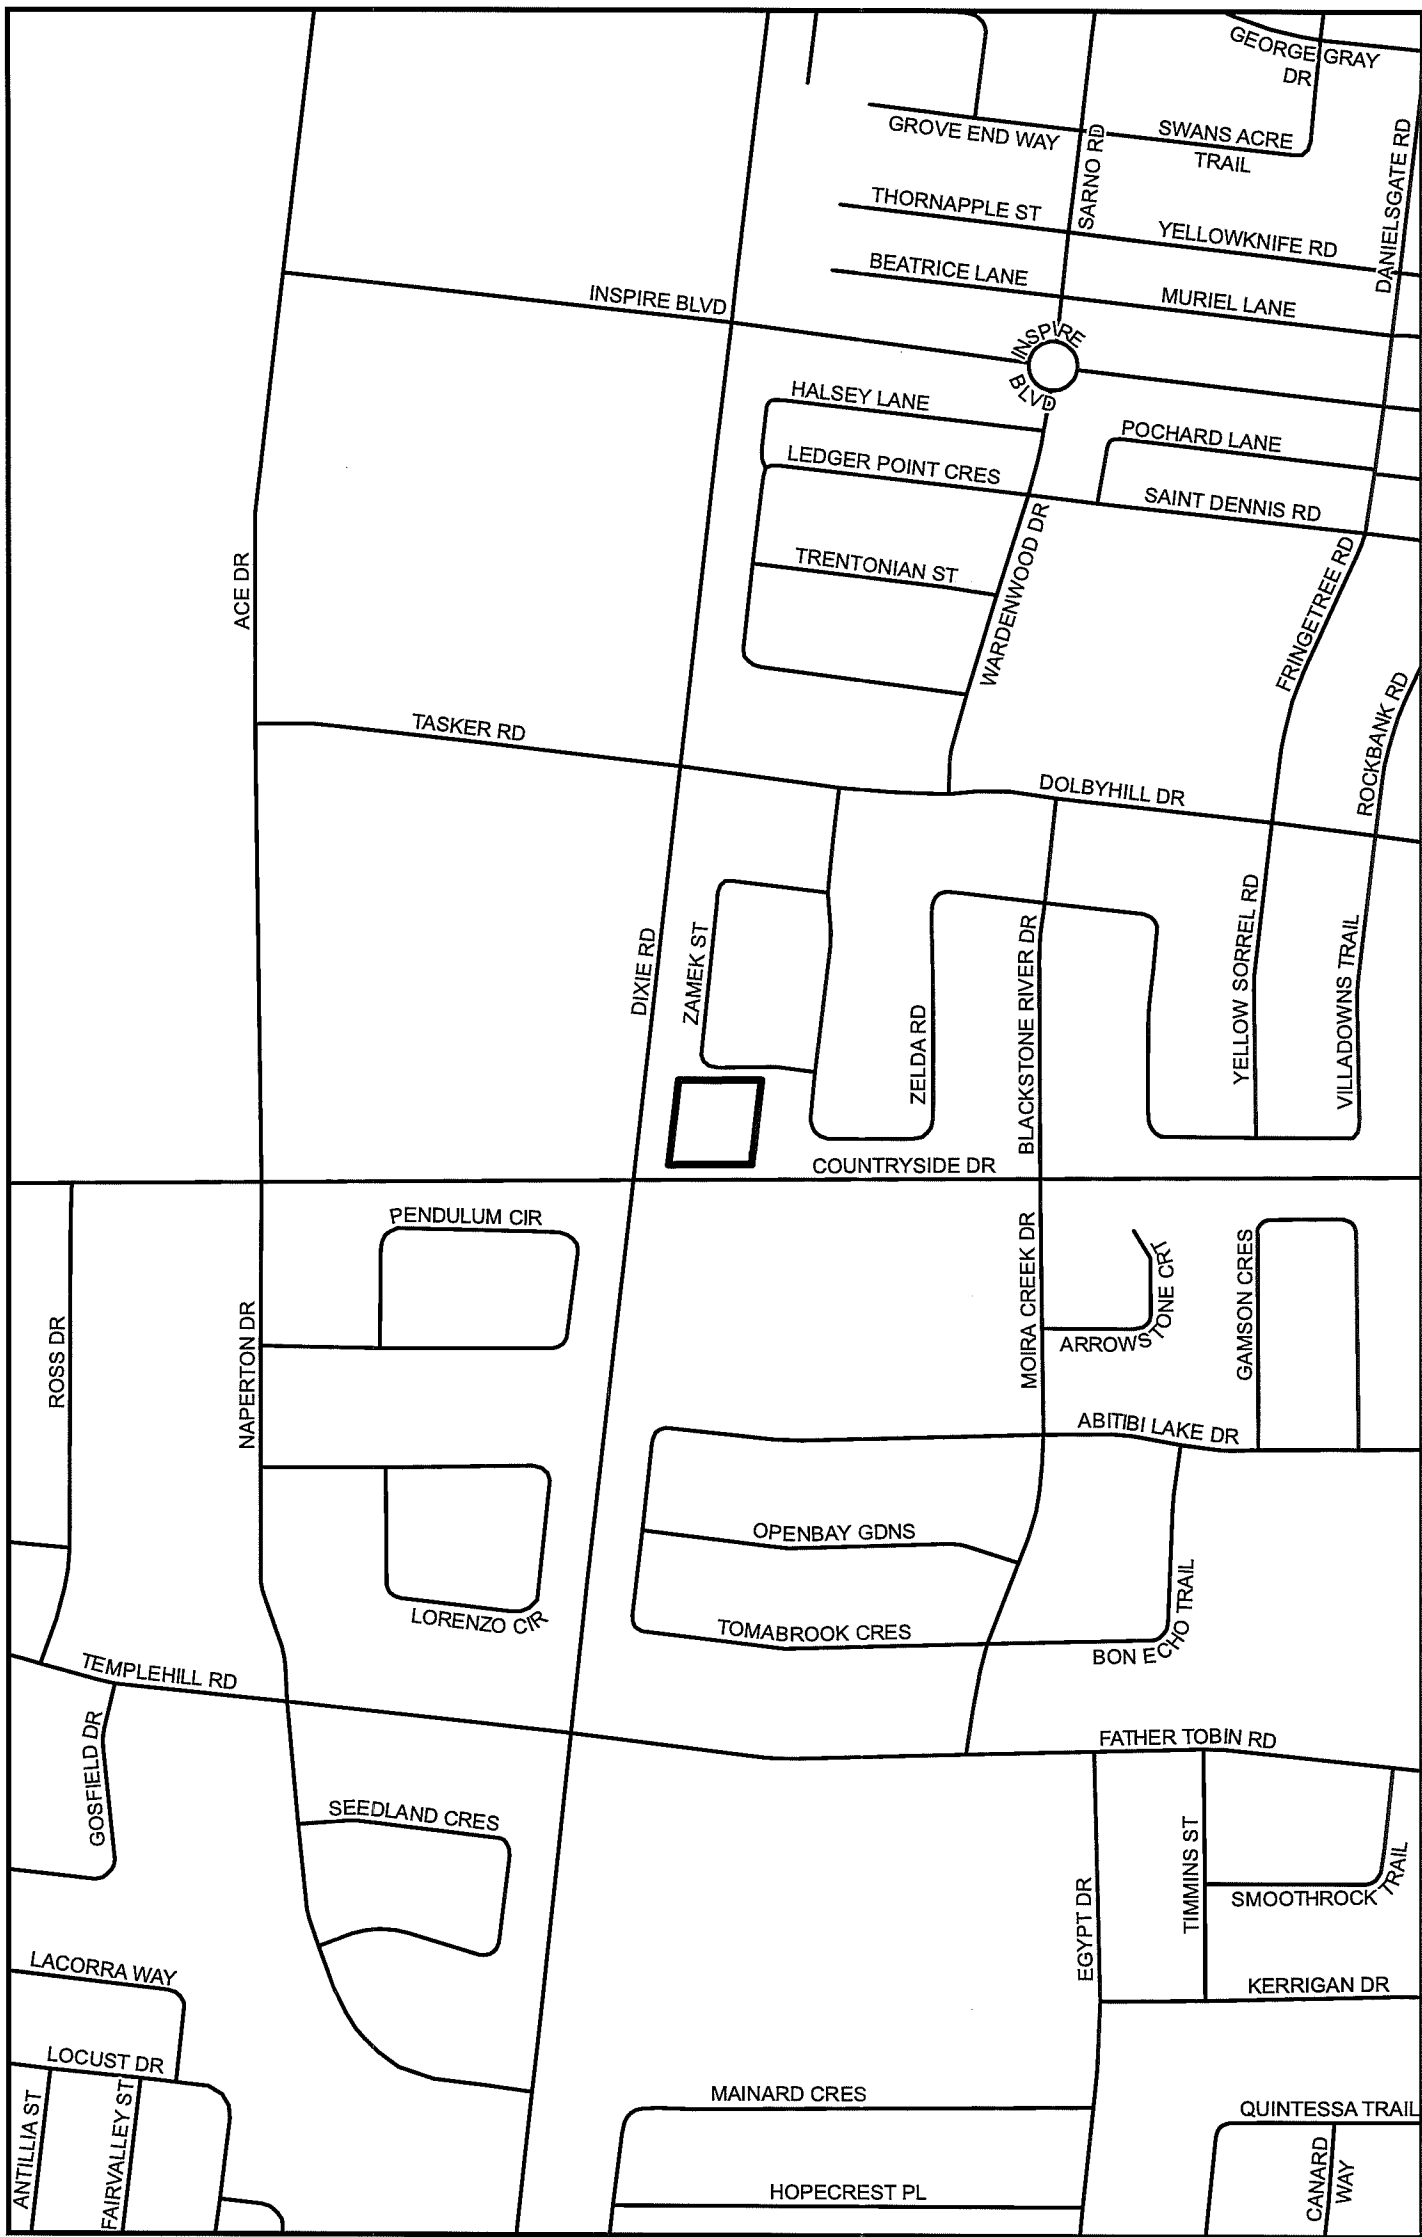 GEORGE GRAY
DR
GROVE END WAY
SWANS ACRE
TRAIL
SARNO RD
DANIELSGATE RD
THORNAPPLE ST
YELLOWKNIFE RD
BEATRICE LANE
MURIEL LANE
INSPIRE BLVD
INSPIRE
BLVD
HALSEY LANE
POCHARD LANE
LEDGER POINT CRES
SAINT DENNIS RD
WARDENWOOD DR
TRENTONIAN ST
FRINGETREE RD
ACE DR
ROCKBANK RD
TASKER RD
DOLBYHILL DR
DIXIE RD
ZAMEK ST
ZELDA RD
BLACKSTONE RIVER DR
YELLOW SORREL RD
VILLADOWNS TRAIL
COUNTRYSIDE DR
PENDULUM CIR
ROSS DR
NAPERTON DR
MOIRA CREEK DR
ARROWSTONE CRT
GAMSON CRES
ABITIBI LAKE DR
OPENBAY GDNS
LORENZO CIR
TOMABROOK CRES
BON ECHO TRAIL
TEMPLEHILL RD
GOSFIELD DR
FATHER TOBIN RD
SEEDLAND CRES
EGYPT DR
TIMMINS ST
SMOOTHROCK TRAIL
LACORRA WAY
KERRIGAN DR
LOCUST DR
ANTILLIA ST
FAIRVALLEY ST
MAINARD CRES
QUINTESSA TRAIL
CANARD
WAY
HOPECREST PL